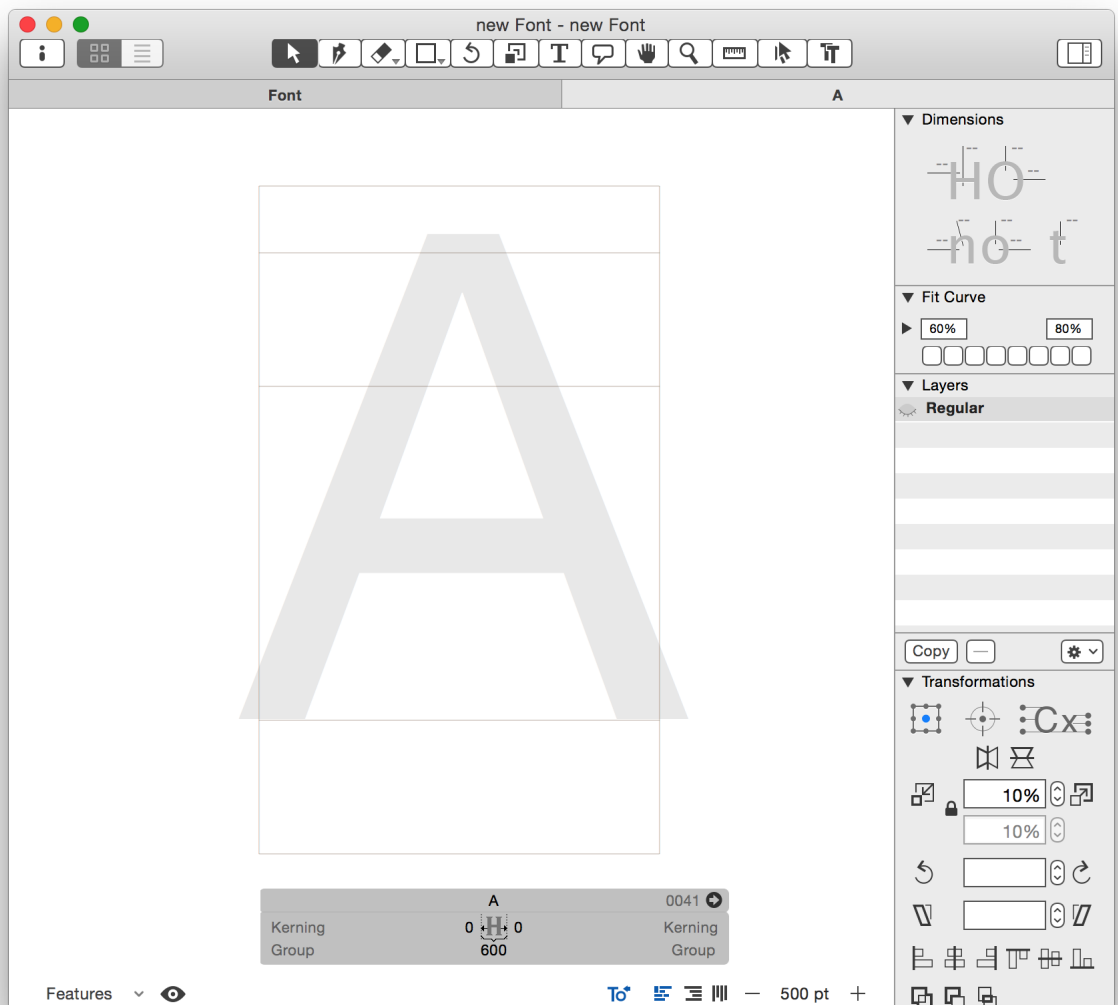 new Font - new Font
T
Font
A
Dimensions
HO
no t
Fit Curve
60%
80%
Layers
Regular
A
Copy
Transformations
Cx
10%
10%
A 0041
Kerning 0 H 0 Kerning
Group 600 Group
Features
500 pt